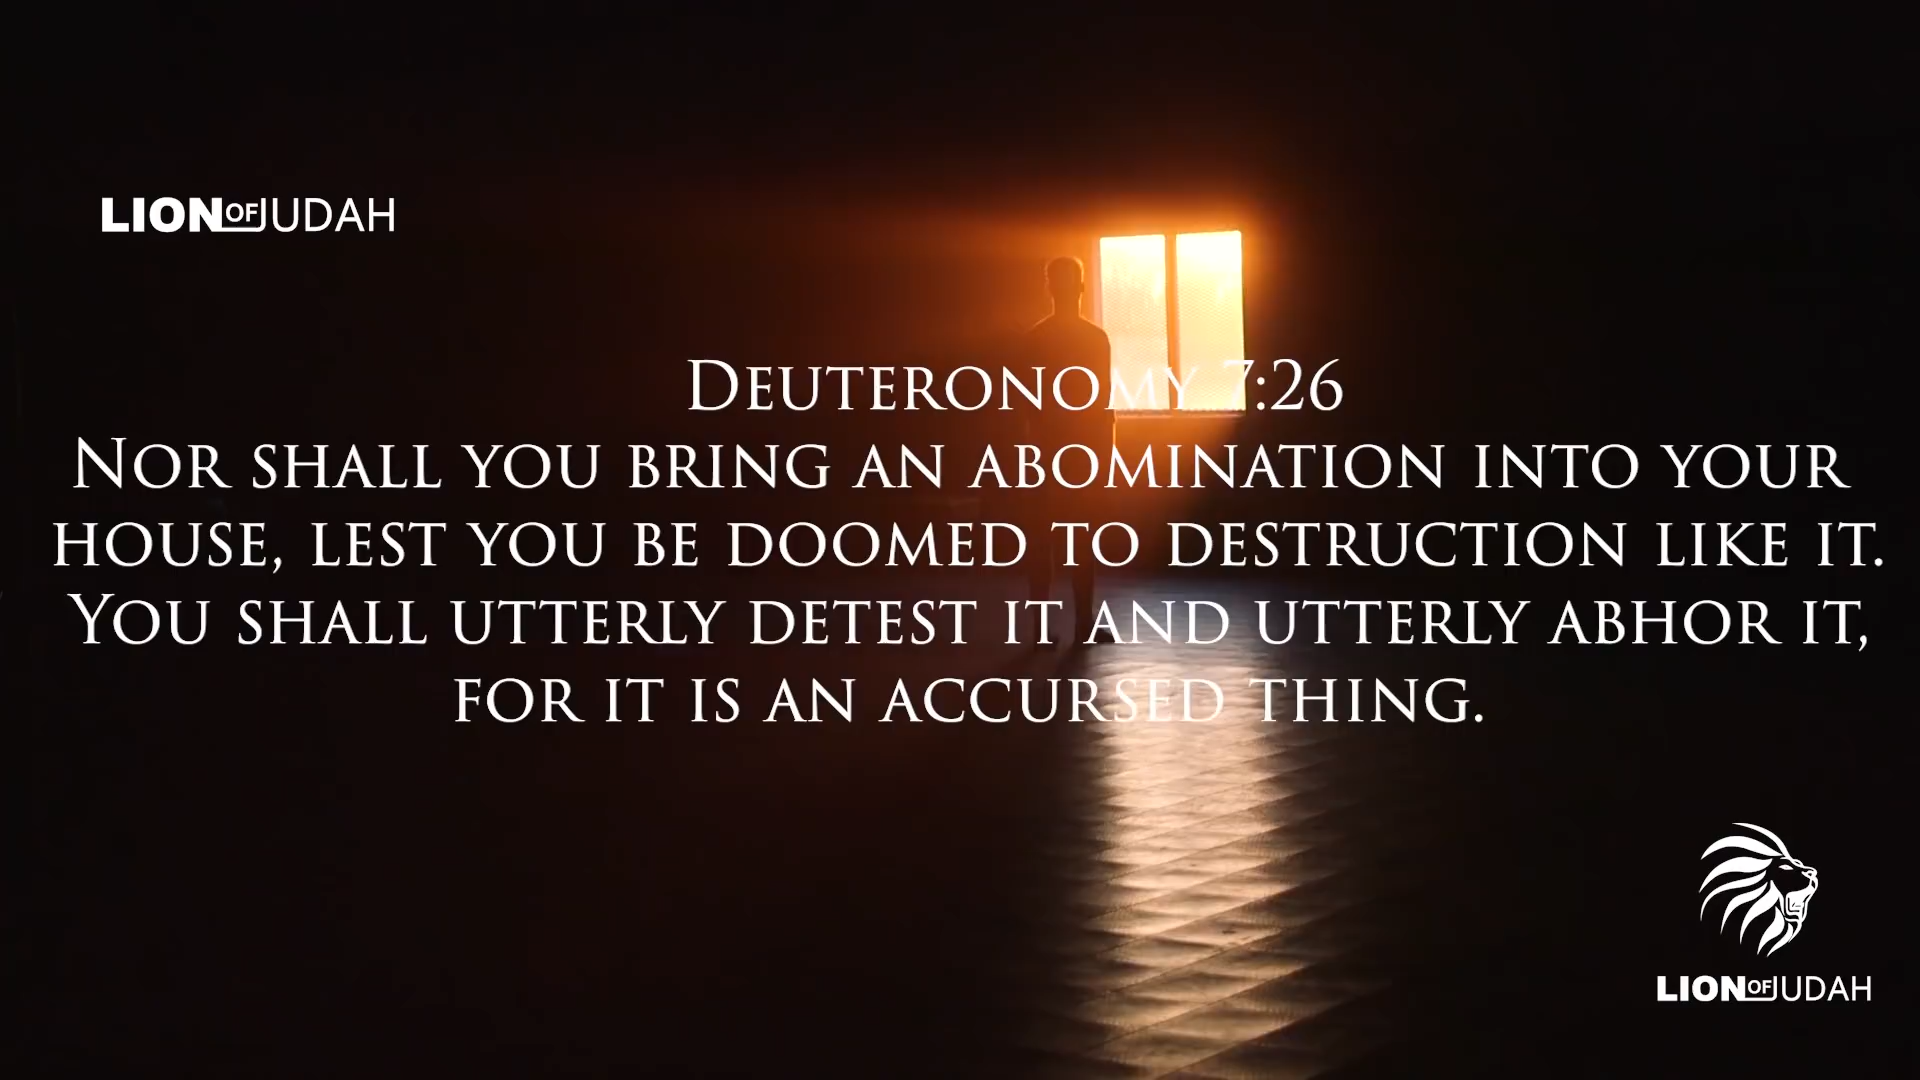 LION OF JUDAH
Deuteronomy 7:26
Nor shall you bring an abomination into your
house, lest you be doomed to destruction like it.
You shall utterly detest it and utterly abhor it,
for it is an accursed thing.
LION OF JUDAH